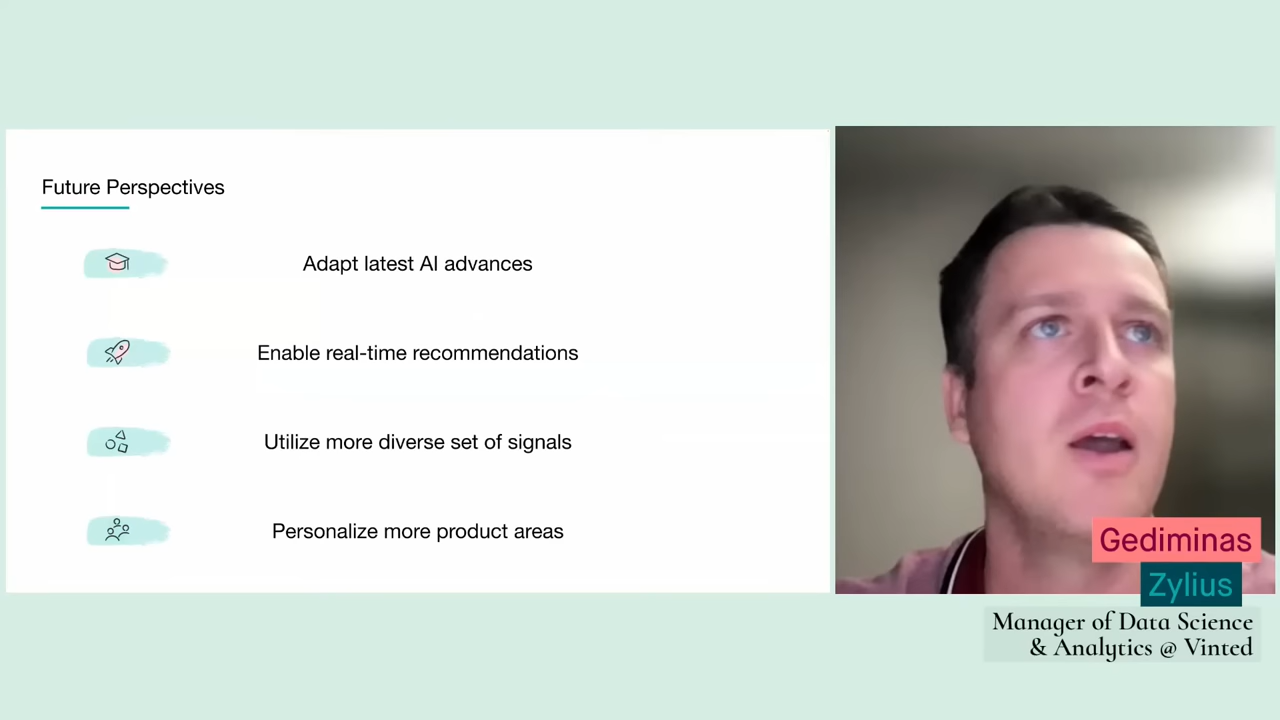 Future Perspectives
Adapt latest AI advances
Enable real-time recommendations
Utilize more diverse set of signals
Personalize more product areas
Gediminas
Zylius
Manager of Data Science
& Analytics @ Vinted